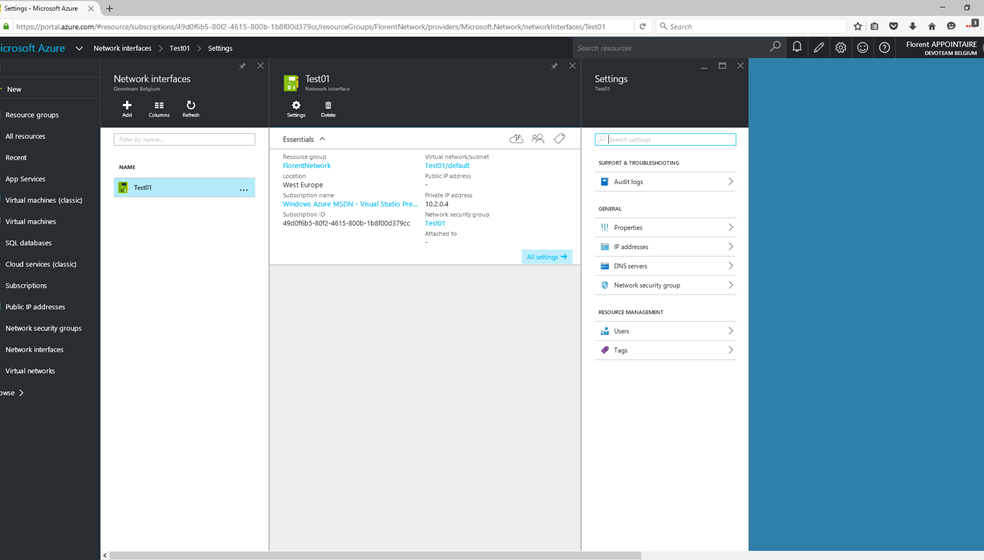 Settings - Microsoft Azure
https://portal.azure.com/#resource/subscriptions/49d0f6b5-80f2-4615-800b-1b8f00d379cc/resourceGroups/FlorentNetwork/providers/Microsoft.Network/networkInterfaces/Test01
Search
3
icrosoft Azure
Network interfaces > Test01 > Settings
Search resources
Florent APPOINTAIRE
DEVOTEAM BELGIUM
New
Resource groups
All resources
Recent
App Services
Virtual machines (classic)
Virtual machines
SQL databases
Cloud services (classic)
Subscriptions
Public IP addresses
Network security groups
Network interfaces
Virtual networks
owse >
Network interfaces
Devoteam Belgium
Add
Columns
Refresh
Filter by name...
NAME
Test01
...
Test01
Network interface
Settings
Delete
Essentials
Resource group
FlorentNetwork
Location
West Europe
Subscription name
Windows Azure MSDN - Visual Studio Pre...
Subscription ID
49d0f6b5-80f2-4615-800b-1b8f00d379cc
Virtual network/subnet
Test01/default
Public IP address
-
Private IP address
10.2.0.4
Network security group
Test01
Attached to
-
All settings
Settings
Test01
Search settings
SUPPORT & TROUBLESHOOTING
Audit logs
GENERAL
Properties
IP addresses
DNS servers
Network security group
RESOURCE MANAGEMENT
Users
Tags